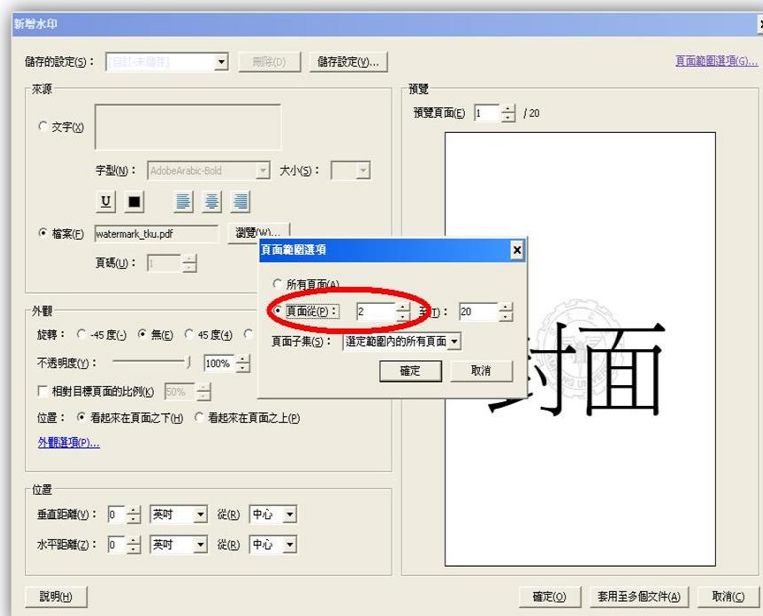 新增水印
儲存的設定(S)： [自訂-未儲存] 刪除(D) 儲存設定(V)... 頁面範圍選項(G)...
來源
預覽
預覽頁面(E) 1 / 20
文字(X)
字型(N)： AdobeArabic-Bold 大小(S)：
U
檔案(F) watermark_tku.pdf 瀏覽(W)...
頁碼(U)： 1
頁面範圍選項
所有頁面(A)
頁面從(P)： 2 至(T)： 20
頁面子集(S)： 選定範圍內的所有頁面
確定 取消
外觀
旋轉： -45 度(-) 無(E) 45 度(4)
不透明度(Y)： 100%
相對目標頁面的比例(K) 50%
位置： 看起來在頁面之下(H) 看起來在頁面之上(P)
外觀選項(P)...
封面
位置
垂直距離(V)： 0 英吋 從(R) 中心
水平距離(Z)： 0 英吋 從(R) 中心
說明(H) 確定(O) 套用至多個文件(A) 取消(C)